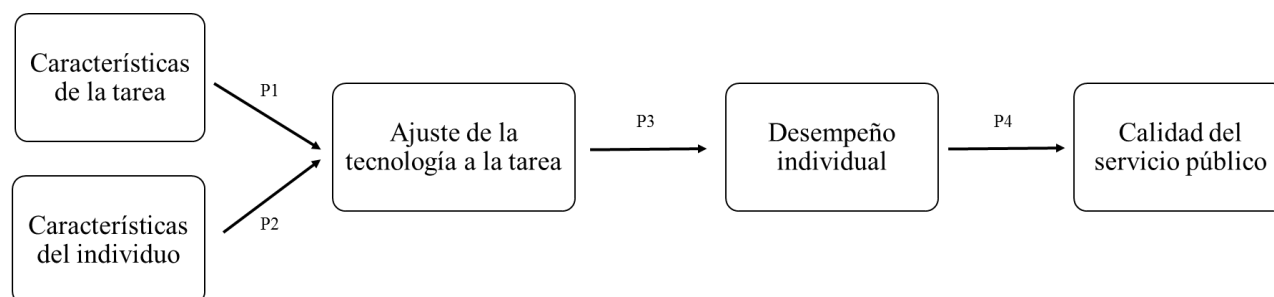 Características
de la tarea
P1
Características
del individuo
P2
Ajuste de la
tecnología a la tarea
P3
Desempeño
individual
P4
Calidad del
servicio público